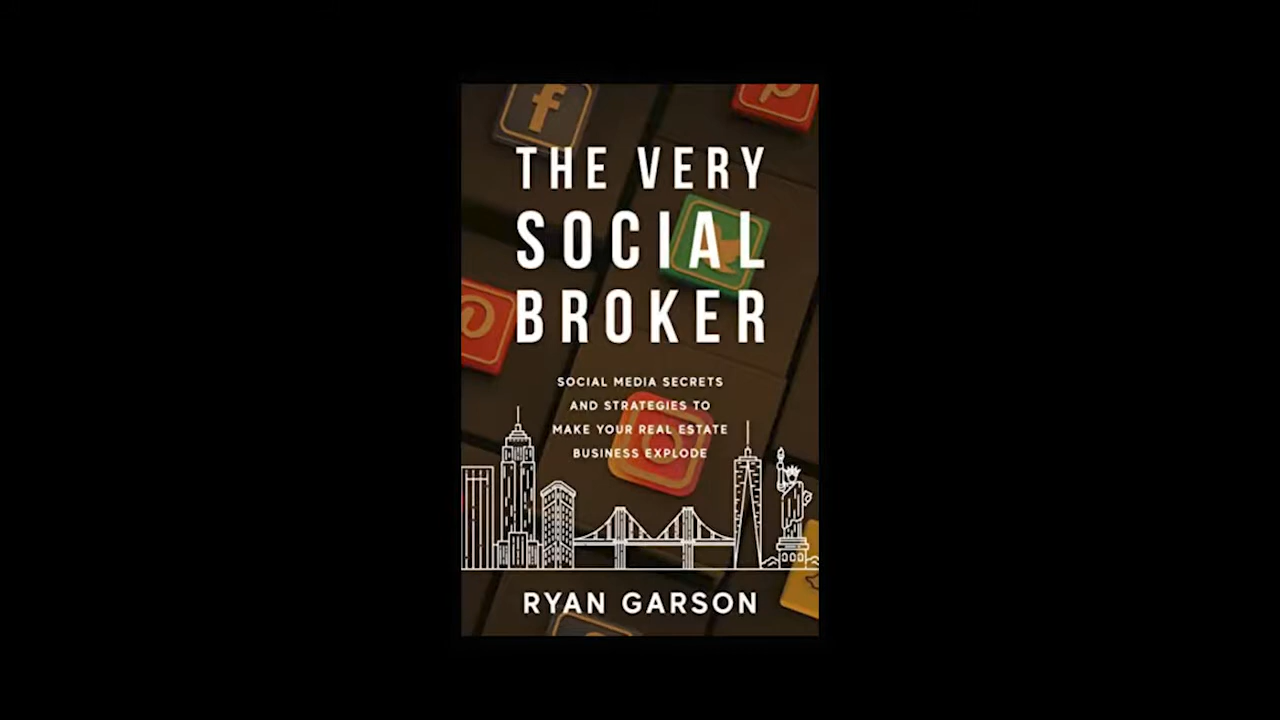 THE VERY
SOCIAL
BROKER
SOCIAL MEDIA SECRETS
AND STRATEGIES TO
MAKE YOUR REAL ESTATE
BUSINESS EXPLODE
RYAN GARSON